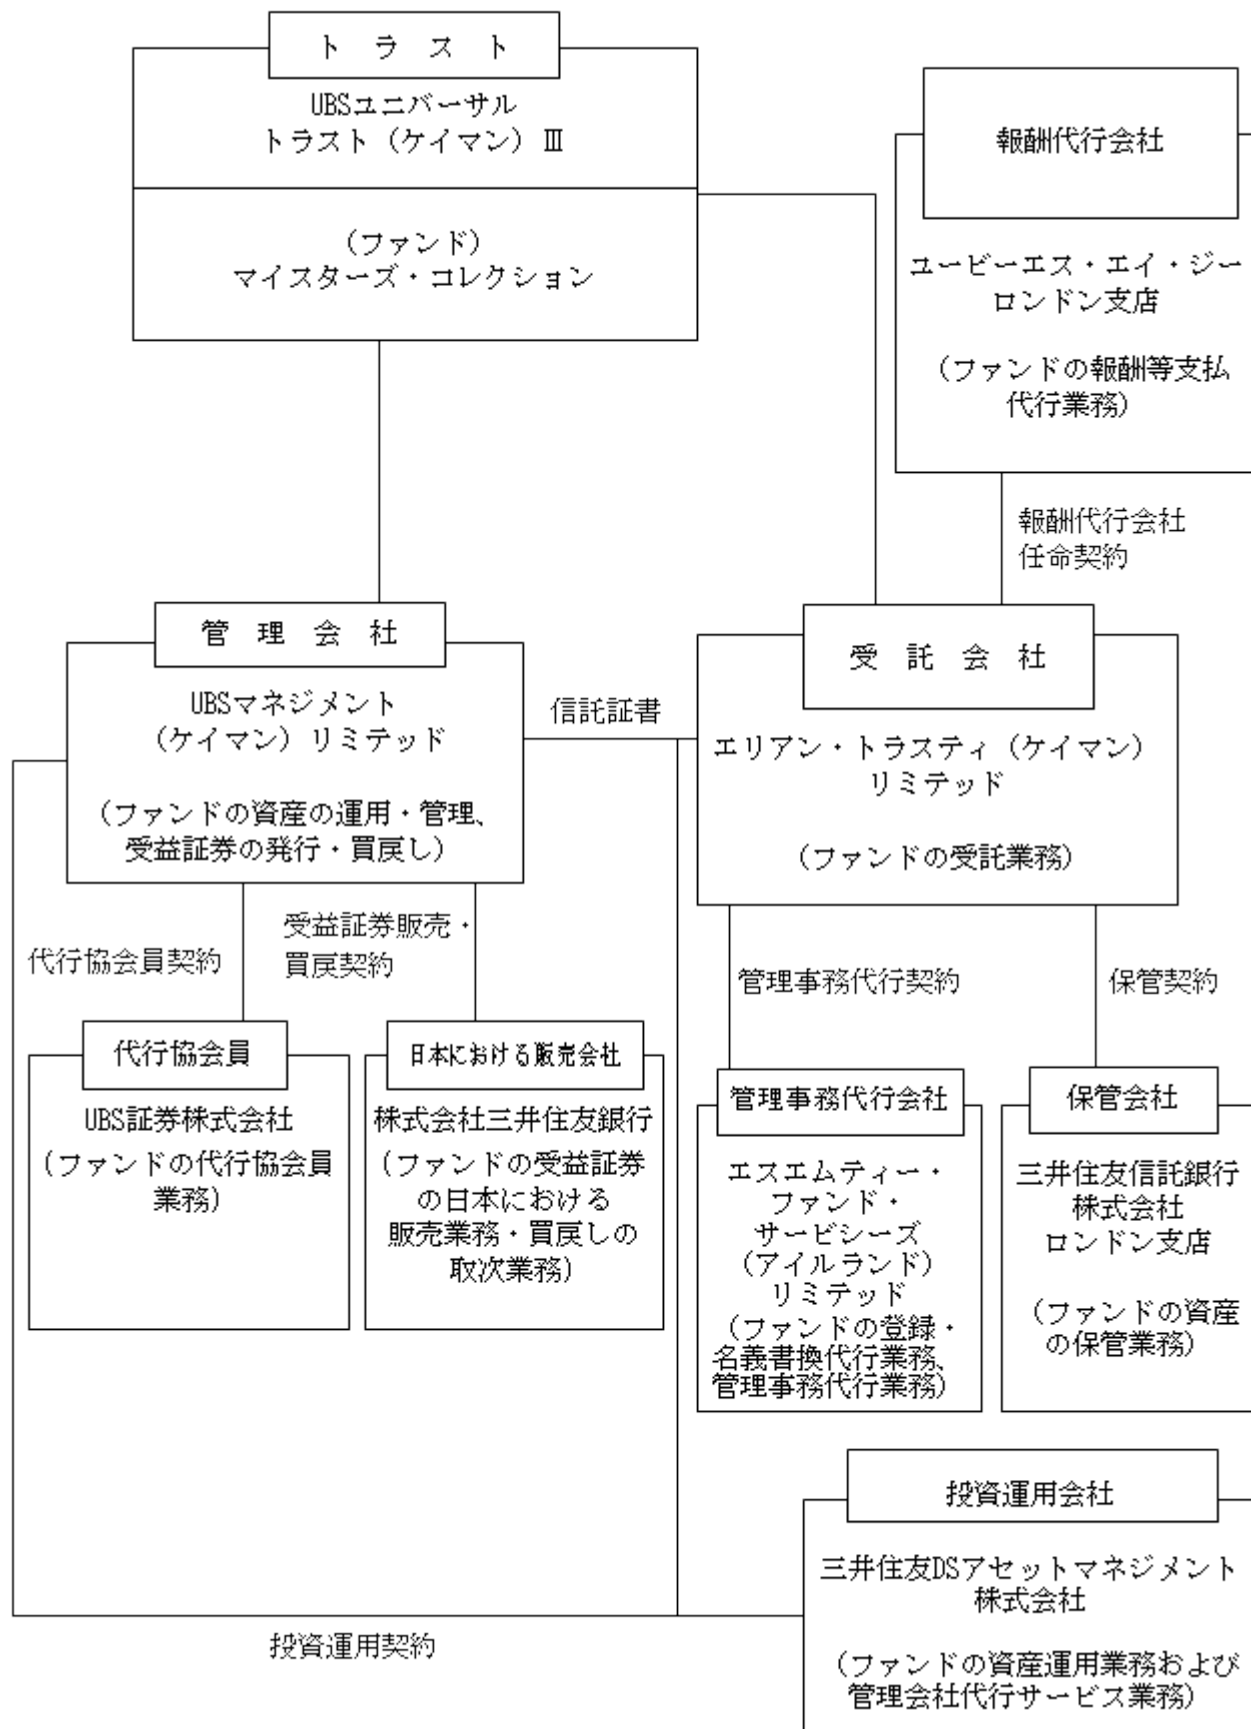 トラスト
UBSユニバーサル
トラスト（ケイマン）Ⅲ
（ファンド）
マイスターズ・コレクション
報酬代行会社
ユービーエス・エイ・ジー
ロンドン支店
（ファンドの報酬等支払
代行業務）
報酬代行会社
任命契約
管理会社
UBSマネジメント
（ケイマン）リミテッド
（ファンドの資産の運用・管理、
受益証券の発行・買戻し）
信託証書
受託会社
エリアン・トラスティ（ケイマン）
リミテッド
（ファンドの受託業務）
代行協会員契約
受益証券販売・
買戻契約
管理事務代行契約
保管契約
代行協会員
UBS証券株式会社
（ファンドの代行協会員
業務）
日本における販売会社
株式会社三井住友銀行
（ファンドの受益証券
の日本における
販売業務・買戻しの
取次業務）
管理事務代行会社
エスエムティー・
ファンド・
サービシーズ
（アイルランド）
リミテッド
（ファンドの登録・
名義書換代行業務、
管理事務代行業務）
保管会社
三井住友信託銀行
株式会社
ロンドン支店
（ファンドの資産
の保管業務）
投資運用契約
投資運用会社
三井住友DSアセットマネジメント
株式会社
（ファンドの資産運用業務および
管理会社代行サービス業務）